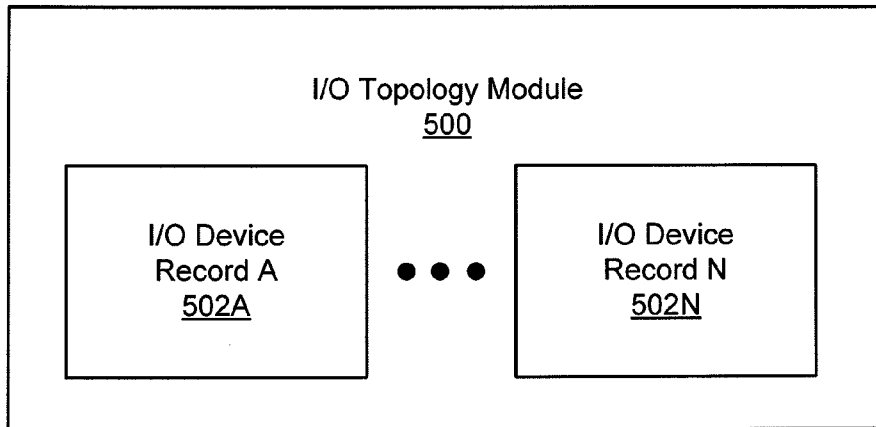 I/O Topology Module
500
I/O Device
Record A
502A
I/O Device
Record N
502N